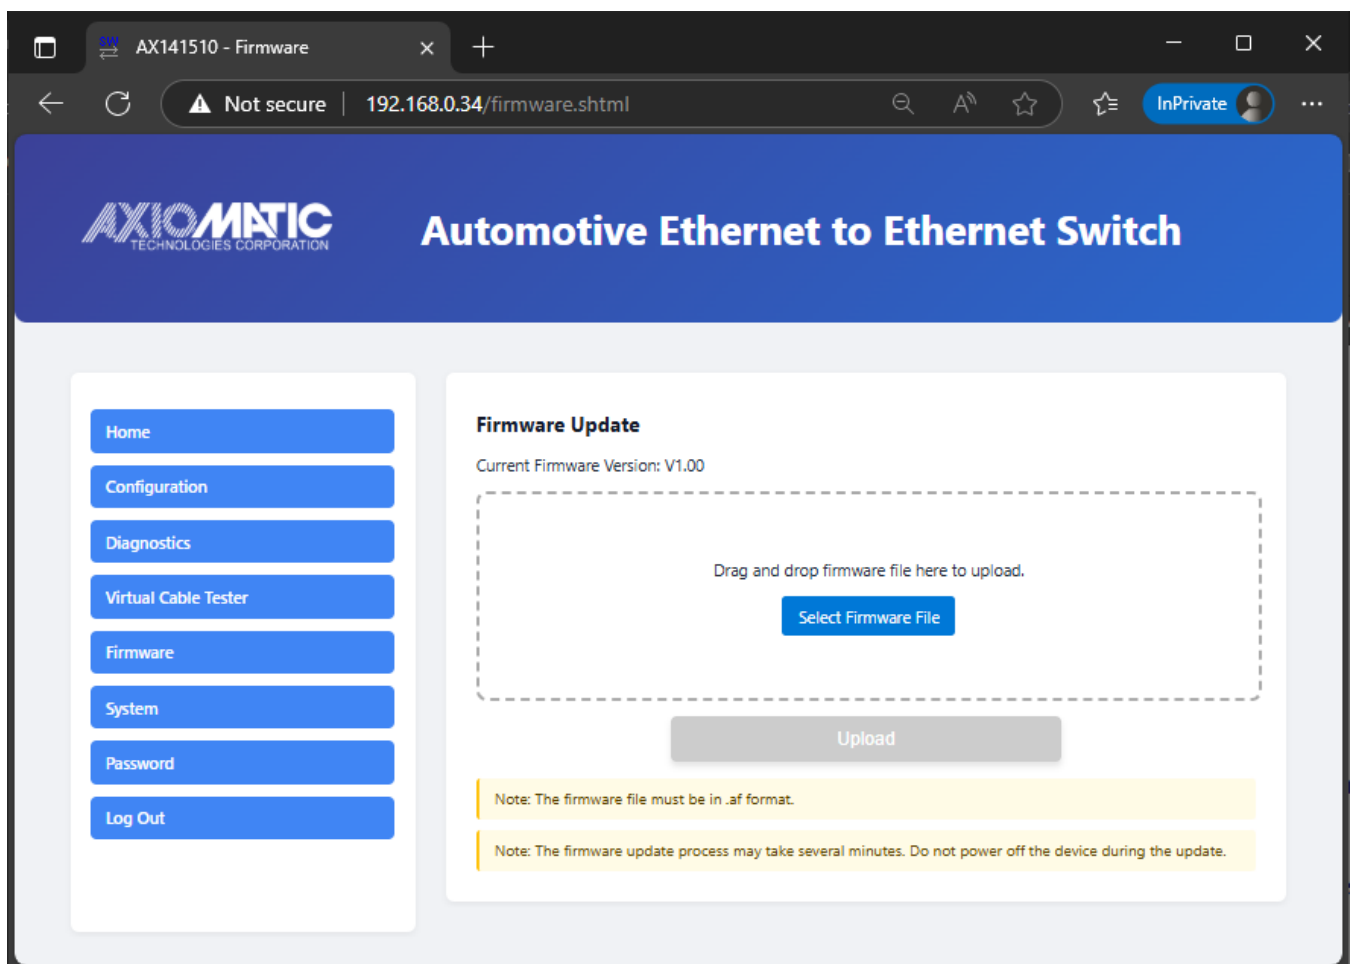 SW
AX141510 - Firmware
Not secure
192.168.0.34/firmware.shtml
InPrivate
AXIOMATIC
TECHNOLOGIES CORPORATION
Automotive Ethernet to Ethernet Switch
Home
Configuration
Diagnostics
Virtual Cable Tester
Firmware
System
Password
Log Out
Firmware Update
Current Firmware Version: V1.00
Drag and drop firmware file here to upload.
Select Firmware File
Upload
Note: The firmware file must be in .af format.
Note: The firmware update process may take several minutes. Do not power off the device during the update.